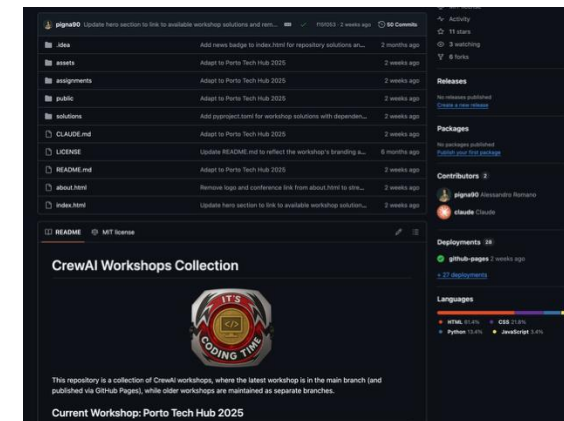 pigna90 Update hero section to link to available workshop solutions and rem... f101053 · 2 weeks ago 50 Commits
.idea Add news badge to index.html for repository solutions an... 2 months ago
assets Adapt to Porto Tech Hub 2025 2 weeks ago
assignments Adapt to Porto Tech Hub 2025 2 weeks ago
public Adapt to Porto Tech Hub 2025 2 weeks ago
solutions Add pyproject.toml for workshop solutions with dependen... 2 weeks ago
CLAUDE.md Adapt to Porto Tech Hub 2025 2 weeks ago
LICENSE Update README.md to reflect the workshop's branding a... 6 months ago
README.md Adapt to Porto Tech Hub 2025 2 weeks ago
about.html Remove logo and conference link from about.html to stre... 2 weeks ago
index.html Update hero section to link to available workshop solution... 2 weeks ago
README MIT license
CrewAI Workshops Collection
IT'S
</>
CODING TIME
This repository is a collection of CrewAI workshops, where the latest workshop is in the main branch (and
published via GitHub Pages), while older workshops are maintained as separate branches.
Current Workshop: Porto Tech Hub 2025
Activity
11 stars
3 watching
6 forks
Releases
No releases published
Create a new release
Packages
No packages published
Publish your first package
Contributors 2
pigna90 Alessandro Romano
claude Claude
Deployments 28
github-pages 2 weeks ago
+ 27 deployments
Languages
HTML 61.4% CSS 21.8%
Python 13.4% JavaScript 3.4%